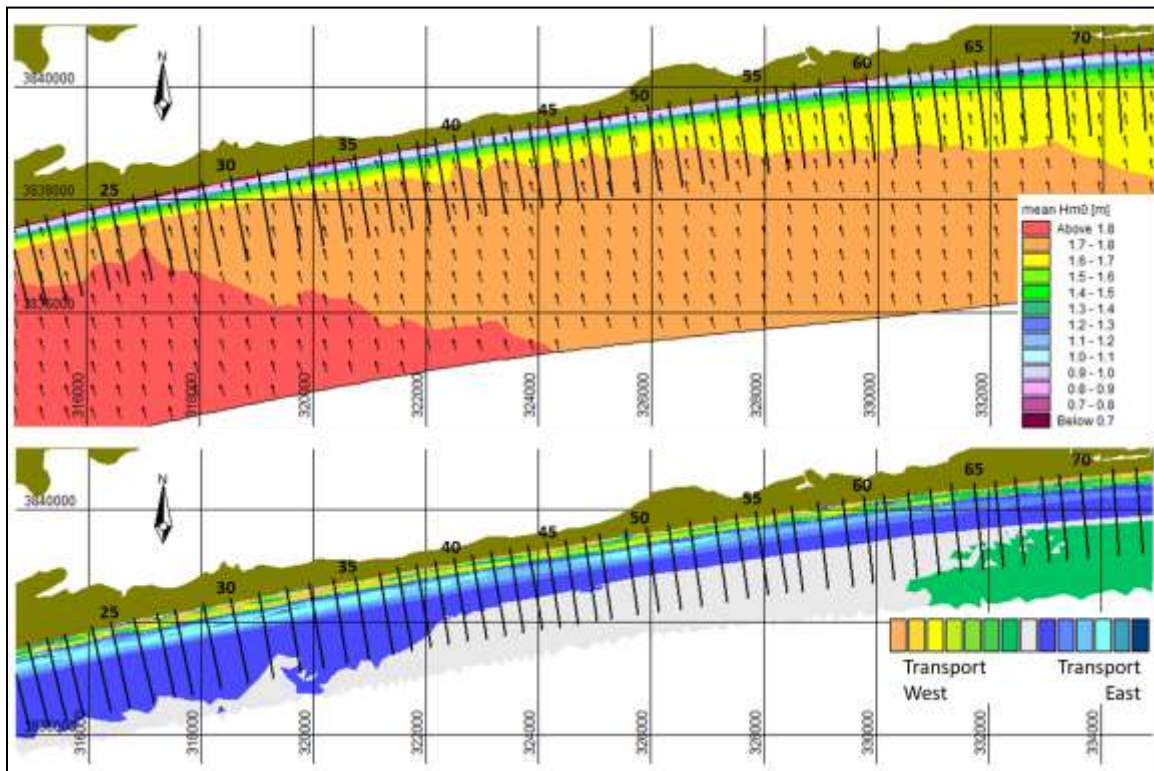 N
3840000
3838000
3836000
25
30
35
40
45
50
55
60
65
70
316000
318000
320000
322000
324000
326000
328000
330000
332000
mean Hm0 [m]
Above 1.8
1.7 - 1.8
1.6 - 1.7
1.5 - 1.6
1.4 - 1.5
1.3 - 1.4
1.2 - 1.3
1.1 - 1.2
1.0 - 1.1
0.9 - 1.0
0.8 - 0.9
0.7 - 0.8
Below 0.7
N
3840000
25
30
35
40
45
50
55
60
65
70
316000
318000
320000
322000
324000
326000
328000
330000
332000
334000
Transport
West
Transport
East